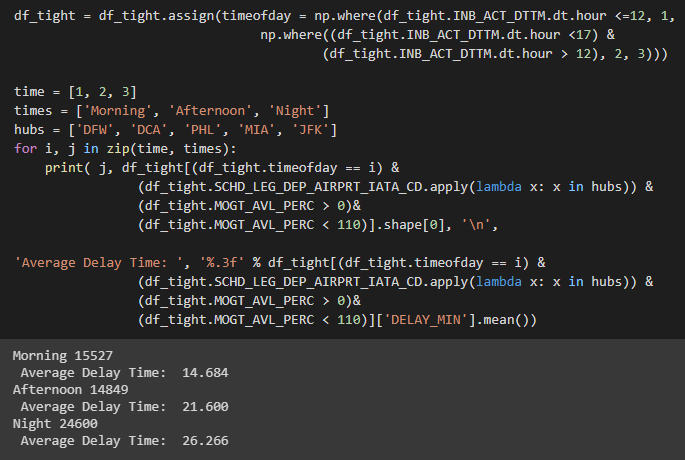 df_tight = df_tight.assign(timeofday = np.where(df_tight.INB_ACT_DTTM.dt.hour <=12, 1,
np.where((df_tight.INB_ACT_DTTM.dt.hour <17) &
(df_tight.INB_ACT_DTTM.dt.hour > 12), 2, 3)))
time = [1, 2, 3]
times = ['Morning', 'Afternoon', 'Night']
hubs = ['DFW', 'DCA', 'PHL', 'MIA', 'JFK']
for i, j in zip(time, times):
print( j, df_tight[(df_tight.timeofday == i) &
(df_tight.SCHD_LEG_DEP_AIRPRT_IATA_CD.apply(lambda x: x in hubs)) &
(df_tight.MOGT_AVL_PERC > 0)&
(df_tight.MOGT_AVL_PERC < 110)].shape[0], '\n',
'Average Delay Time: ', '%.3f' % df_tight[(df_tight.timeofday == i) &
(df_tight.SCHD_LEG_DEP_AIRPRT_IATA_CD.apply(lambda x: x in hubs)) &
(df_tight.MOGT_AVL_PERC > 0)&
(df_tight.MOGT_AVL_PERC < 110)]['DELAY_MIN'].mean())
Morning 15527
Average Delay Time:  14.684
Afternoon 14849
Average Delay Time:  21.600
Night 24600
Average Delay Time:  26.266